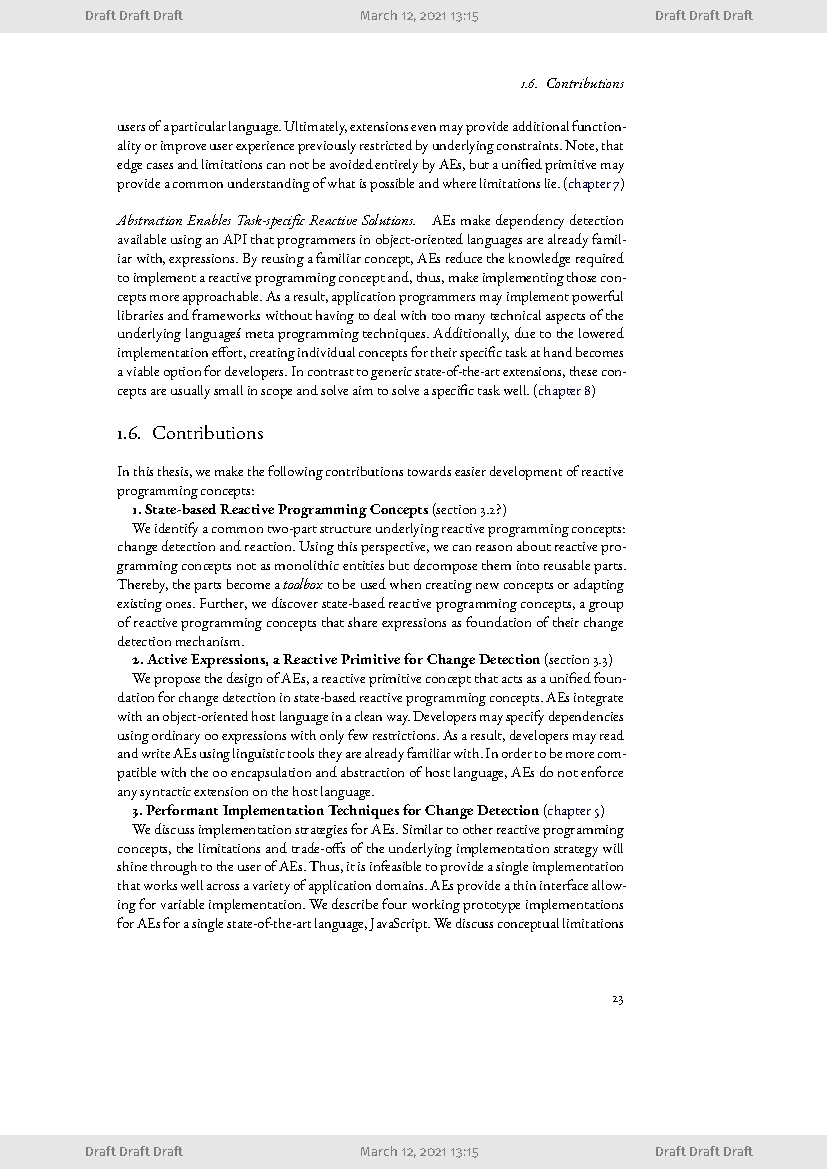 Draft Draft Draft March 12, 2021 13:15 Draft Draft Draft
1.6. Contributions
users of a particular language. Ultimately, extensions even may provide additional function-
ality or improve user experience previously restricted by underlying constraints. Note, that
edge cases and limitations can not be avoided entirely by AEs, but a unified primitive may
provide a common understanding of what is possible and where limitations lie. (chapter 7)
Abstraction Enables Task-specific Reactive Solutions. AEs make dependency detection
available using an API that programmers in object-oriented languages are already famil-
iar with, expressions. By reusing a familiar concept, AEs reduce the knowledge required
to implement a reactive programming concept and, thus, make implementing those con-
cepts more approachable. As a result, application programmers may implement powerful
libraries and frameworks without having to deal with too many technical aspects of the
underlying languageś meta programming techniques. Additionally, due to the lowered
implementation effort, creating individual concepts for their specific task at hand becomes
a viable option for developers. In contrast to generic state-of-the-art extensions, these con-
cepts are usually small in scope and solve aim to solve a specific task well. (chapter 8)
1.6. Contributions
In this thesis, we make the following contributions towards easier development of reactive
programming concepts:
1. State-based Reactive Programming Concepts (section 3.2?)
We identify a common two-part structure underlying reactive programming concepts:
change detection and reaction. Using this perspective, we can reason about reactive pro-
gramming concepts not as monolithic entities but decompose them into reusable parts.
Thereby, the parts become a toolbox to be used when creating new concepts or adapting
existing ones. Further, we discover state-based reactive programming concepts, a group
of reactive programming concepts that share expressions as foundation of their change
detection mechanism.
2. Active Expressions, a Reactive Primitive for Change Detection (section 3.3)
We propose the design of AEs, a reactive primitive concept that acts as a unified foun-
dation for change detection in state-based reactive programming concepts. AEs integrate
with an object-oriented host language in a clean way. Developers may specify dependencies
using ordinary oo expressions with only few restrictions. As a result, developers may read
and write AEs using linguistic tools they are already familiar with. In order to be more com-
patible with the oo encapsulation and abstraction of host language, AEs do not enforce
any syntactic extension on the host language.
3. Performant Implementation Techniques for Change Detection (chapter 5)
We discuss implementation strategies for AEs. Similar to other reactive programming
concepts, the limitations and trade-offs of the underlying implementation strategy will
shine through to the user of AEs. Thus, it is infeasible to provide a single implementation
that works well across a variety of application domains. AEs provide a thin interface allow-
ing for variable implementation. We describe four working prototype implementations
for AEs for a single state-of-the-art language, JavaScript. We discuss conceptual limitations
23
Draft Draft Draft March 12, 2021 13:15 Draft Draft Draft